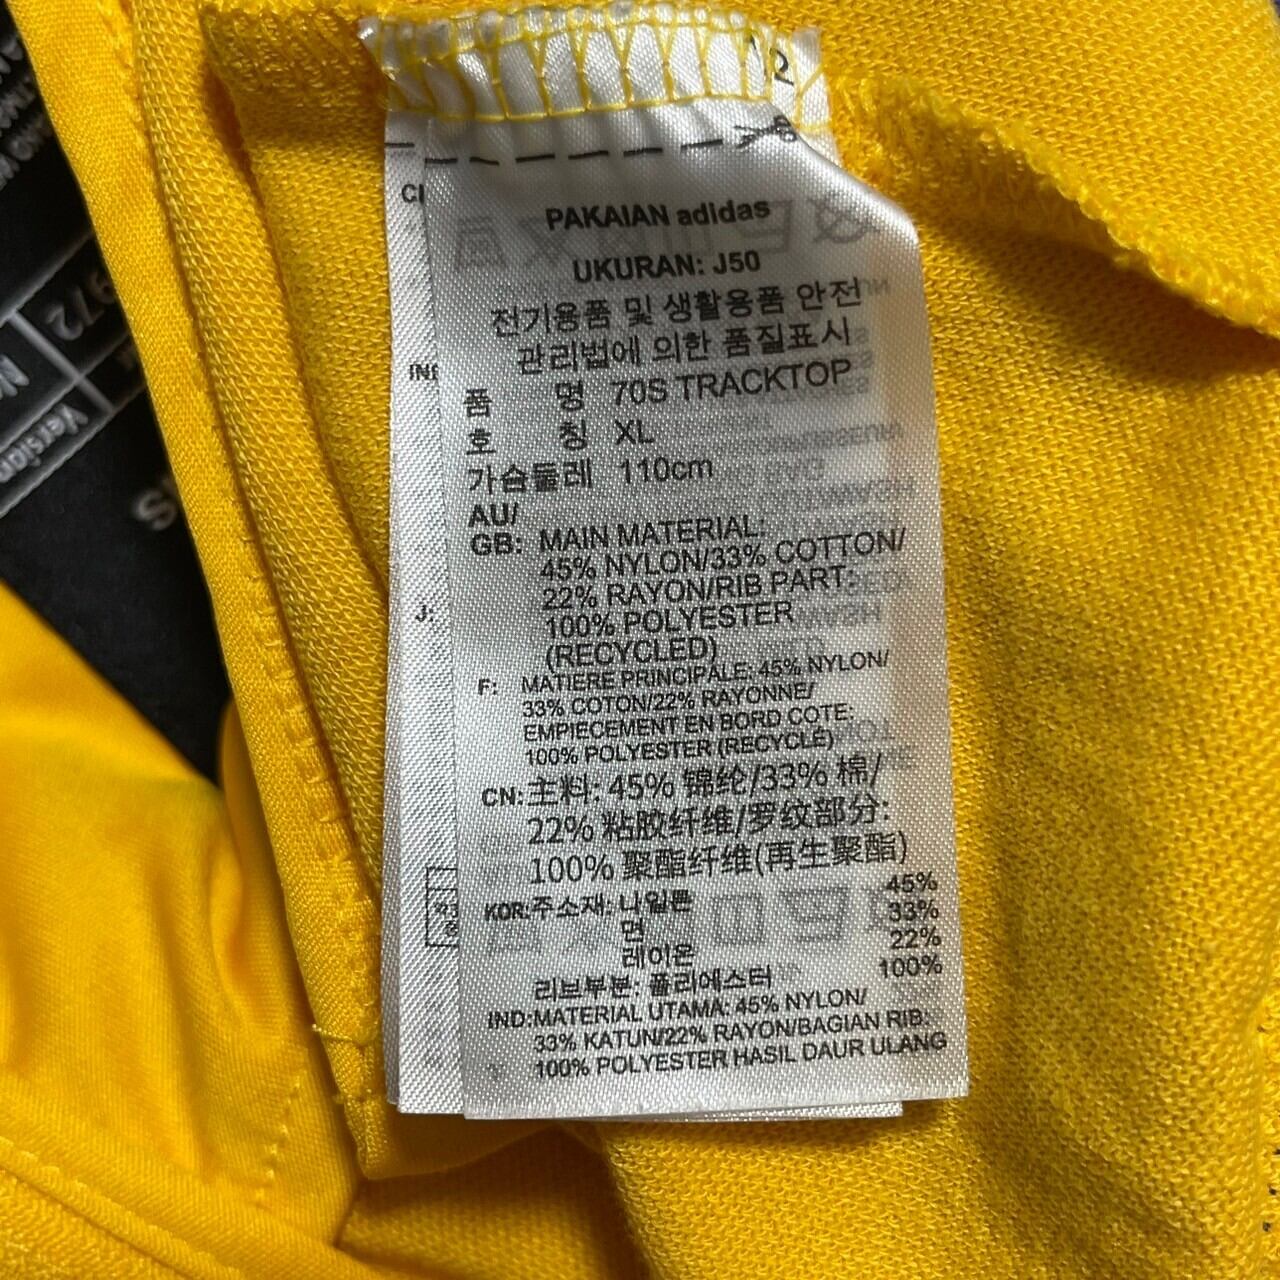 PAKAIAN adidas
UKURAN: J50
전기용품 및 생활용품 안전
관리법에 의한 품질표시
품 명 70S TRACKTOP
호 칭 XL
가슴둘레 110cm
AU/
GB: MAIN MATERIAL:
45% NYLON/33% COTTON/
22% RAYON/RIB PART:
100% POLYESTER
(RECYCLED)
F: MATIERE PRINCIPALE: 45% NYLON/
33% COTON/22% RAYONNE/
EMPIECEMENT EN BORD COTE:
100% POLYESTER (RECYCLÉ)
CN: 主料: 45% 锦纶/33% 棉/
22% 粘胶纤维/罗纹部分:
100% 聚酯纤维(再生聚酯)
KOR: 주소재: 나일론 45%
면 33%
레이온 22%
리브부분: 폴리에스터 100%
IND: MATERIAL UTAMA: 45% NYLON/
33% KATUN/22% RAYON/BAGIAN RIB:
100% POLYESTER HASIL DAUR ULANG
J:
972
Version